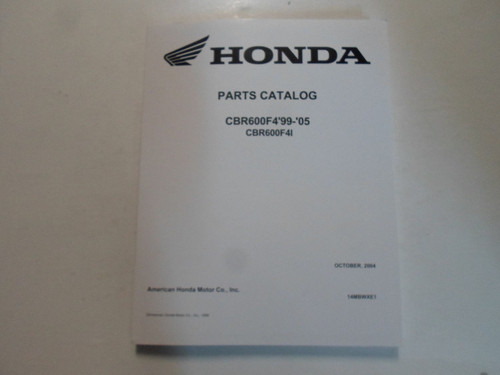 HONDA
PARTS CATALOG
CBR600F4'99-'05
CBR600F4I
OCTOBER, 2004
American Honda Motor Co., Inc.